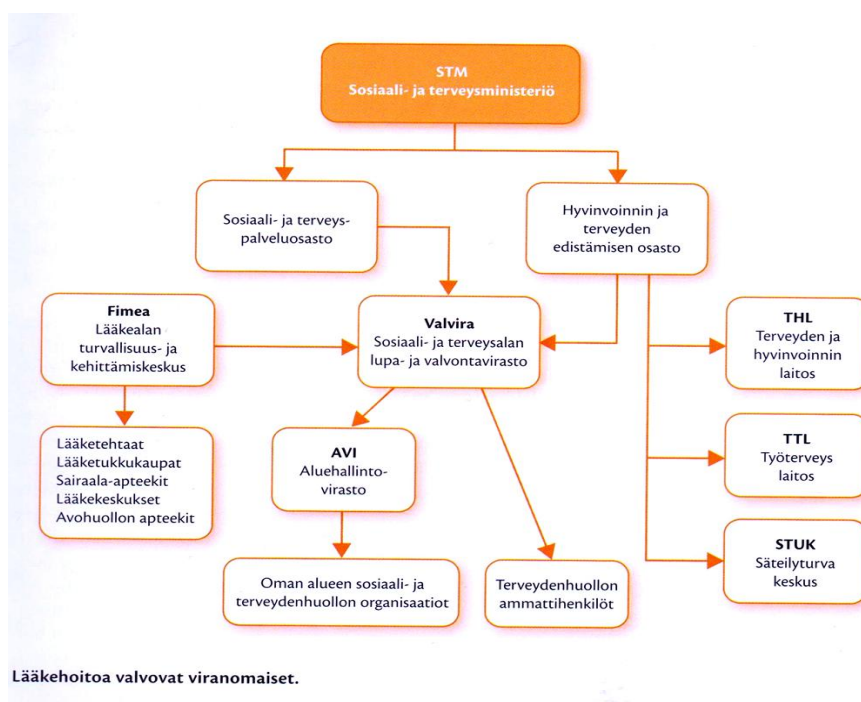 STM
Sosiaali- ja terveysministeriö
Sosiaali- ja terveys-
palveluosasto
Hyvinvoinnin ja
terveyden
edistämisen osasto
Fimea
Lääkealan
turvallisuus- ja
kehittämiskeskus
Valvira
Sosiaali- ja terveysalan
lupa- ja valvontavirasto
THL
Terveyden ja
hyvinvoinnin
laitos
Lääketehtaat
Lääketukkukaupat
Sairaala-apteekit
Lääkekeskukset
Avohuollon apteekit
AVI
Aluehallinto-
virasto
TTL
Työterveys
laitos
Oman alueen sosiaali- ja
terveydenhuollon organisaatiot
Terveydenhuollon
ammattihenkilöt
STUK
Säteilyturva
keskus
Lääkehoitoa valvovat viranomaiset.